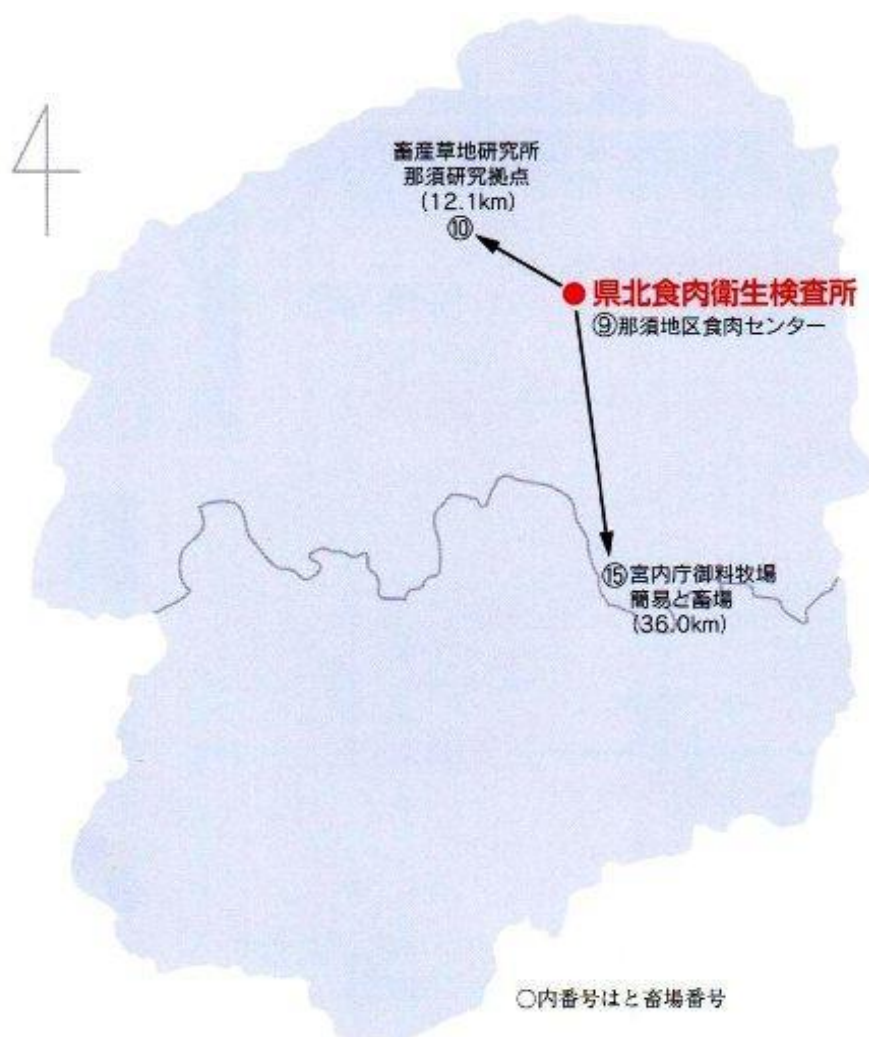 畜産草地研究所
那須研究拠点
(12.1km)
⑩
県北食肉衛生検査所
⑨那須地区食肉センター
⑮宮内庁御料牧場
簡易と畜場
(36.0km)
○内番号はと畜場番号